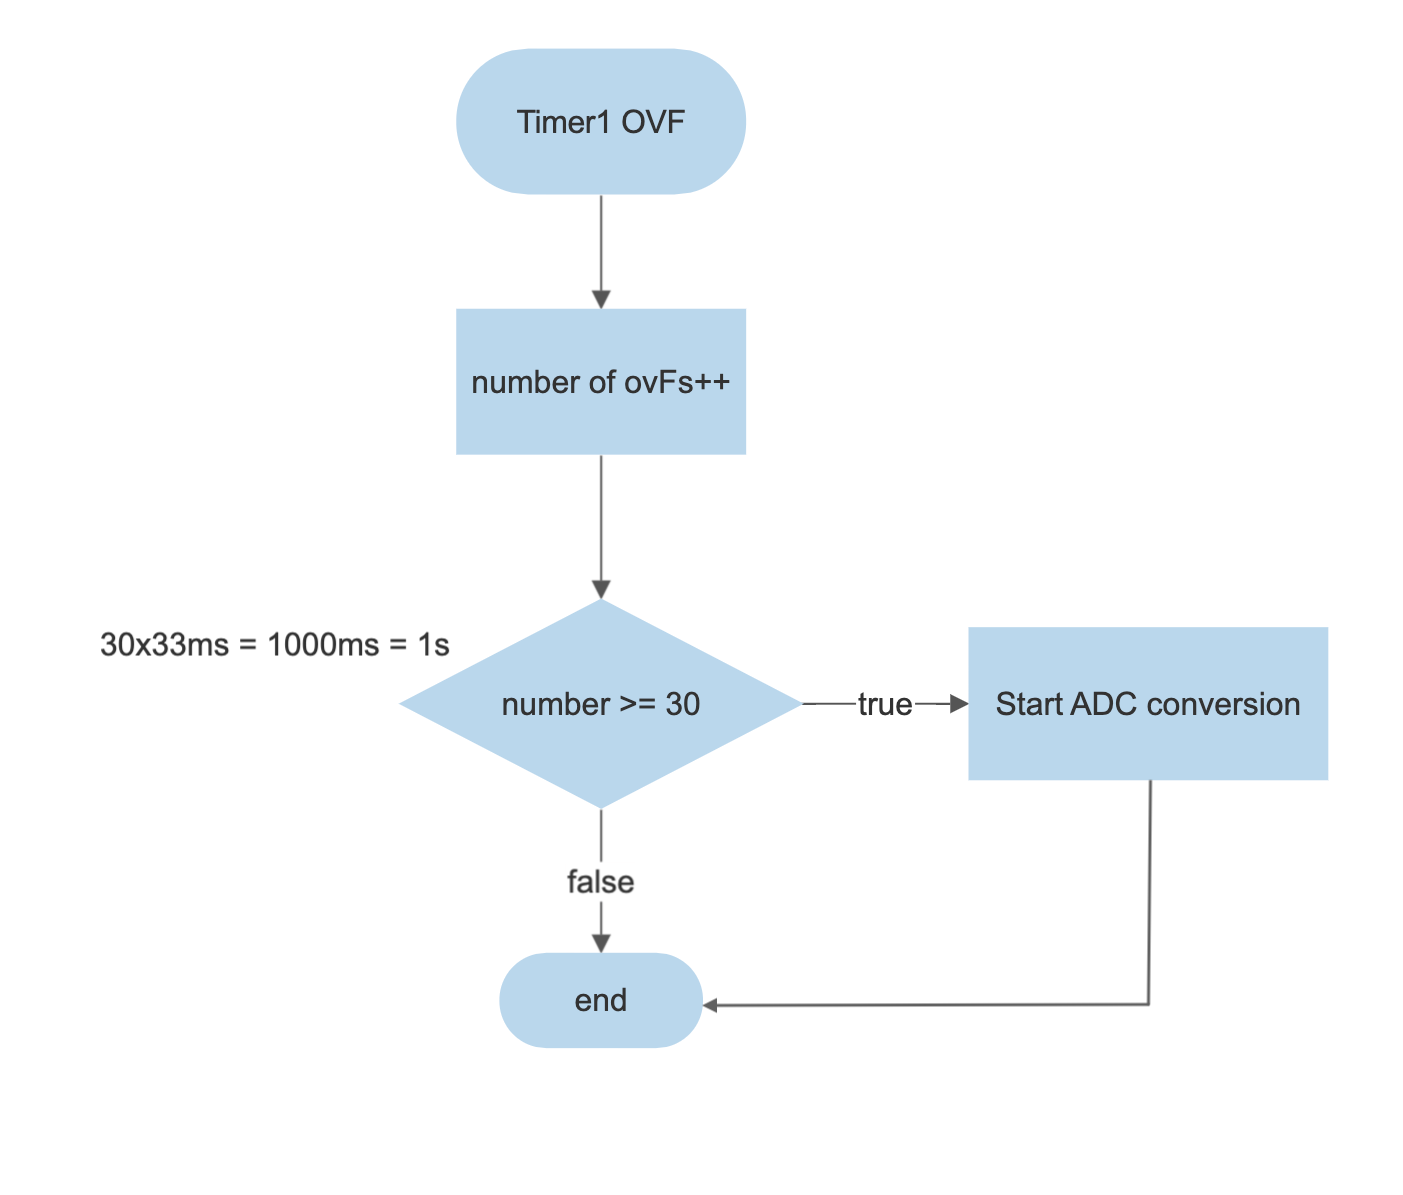 Timer1 OVF
number of ovFs++
30x33ms = 1000ms = 1s
number >= 30
true
Start ADC conversion
false
end